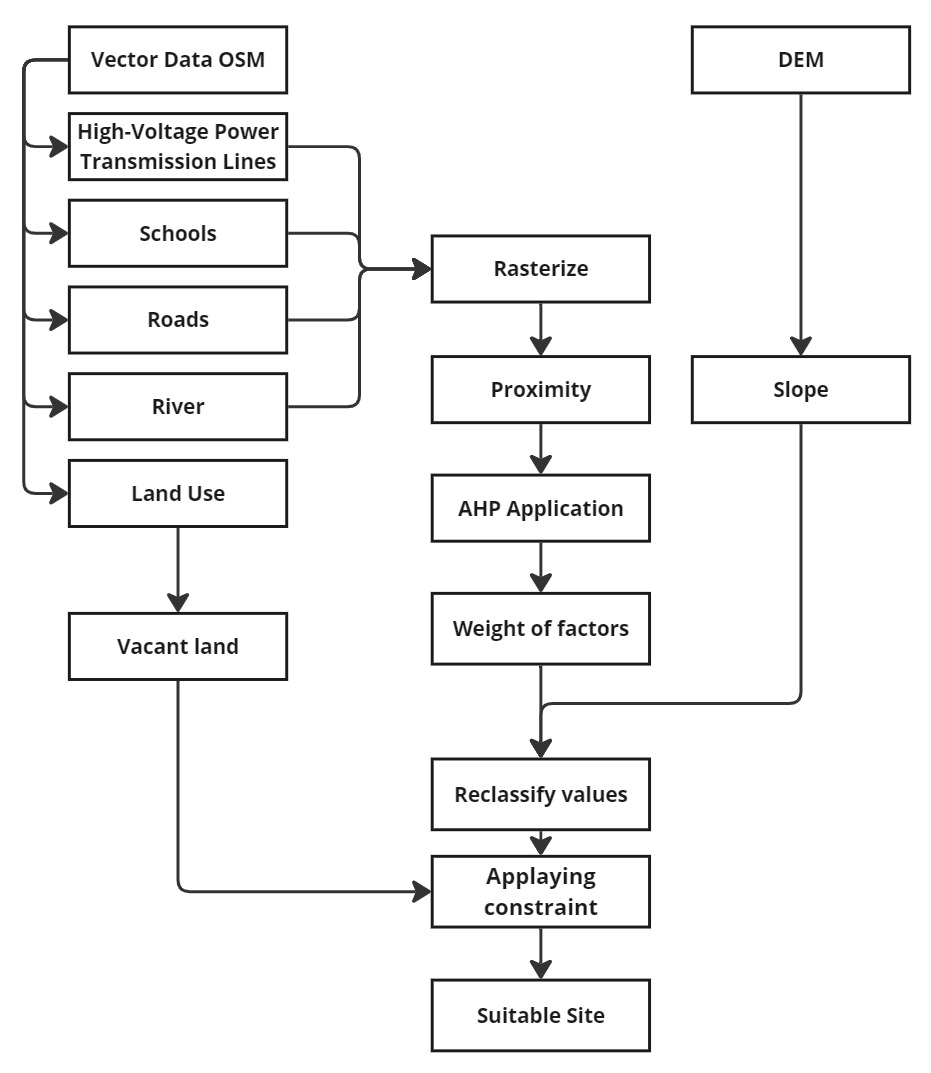 Vector Data OSM
High-Voltage Power
Transmission Lines
Schools
Roads
River
Land Use
Vacant land
Rasterize
Proximity
AHP Application
Weight of factors
DEM
Slope
Reclassify values
Applaying
constraint
Suitable Site